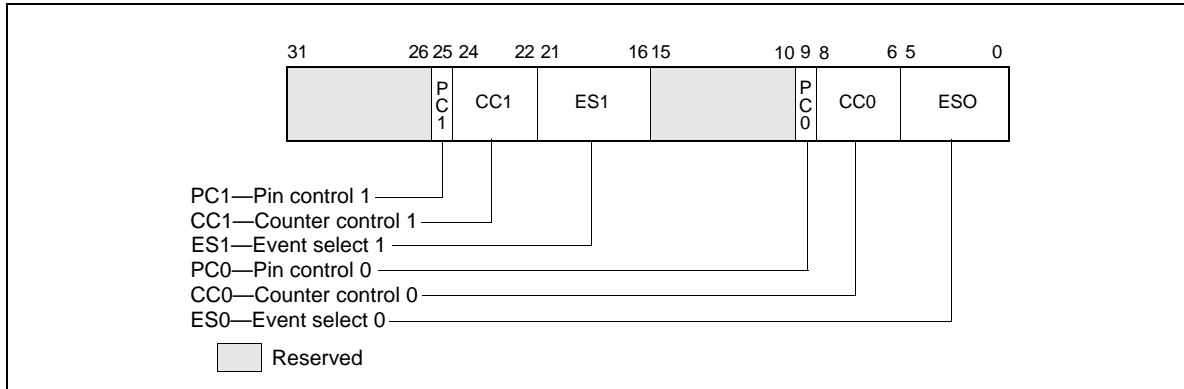 31 26 25 24 22 21 16 15 10 9 8 6 5 0
PC1 CC1 ES1 PC0 CC0 ESO
PC1—Pin control 1
CC1—Counter control 1
ES1—Event select 1
PC0—Pin control 0
CC0—Counter control 0
ES0—Event select 0
Reserved